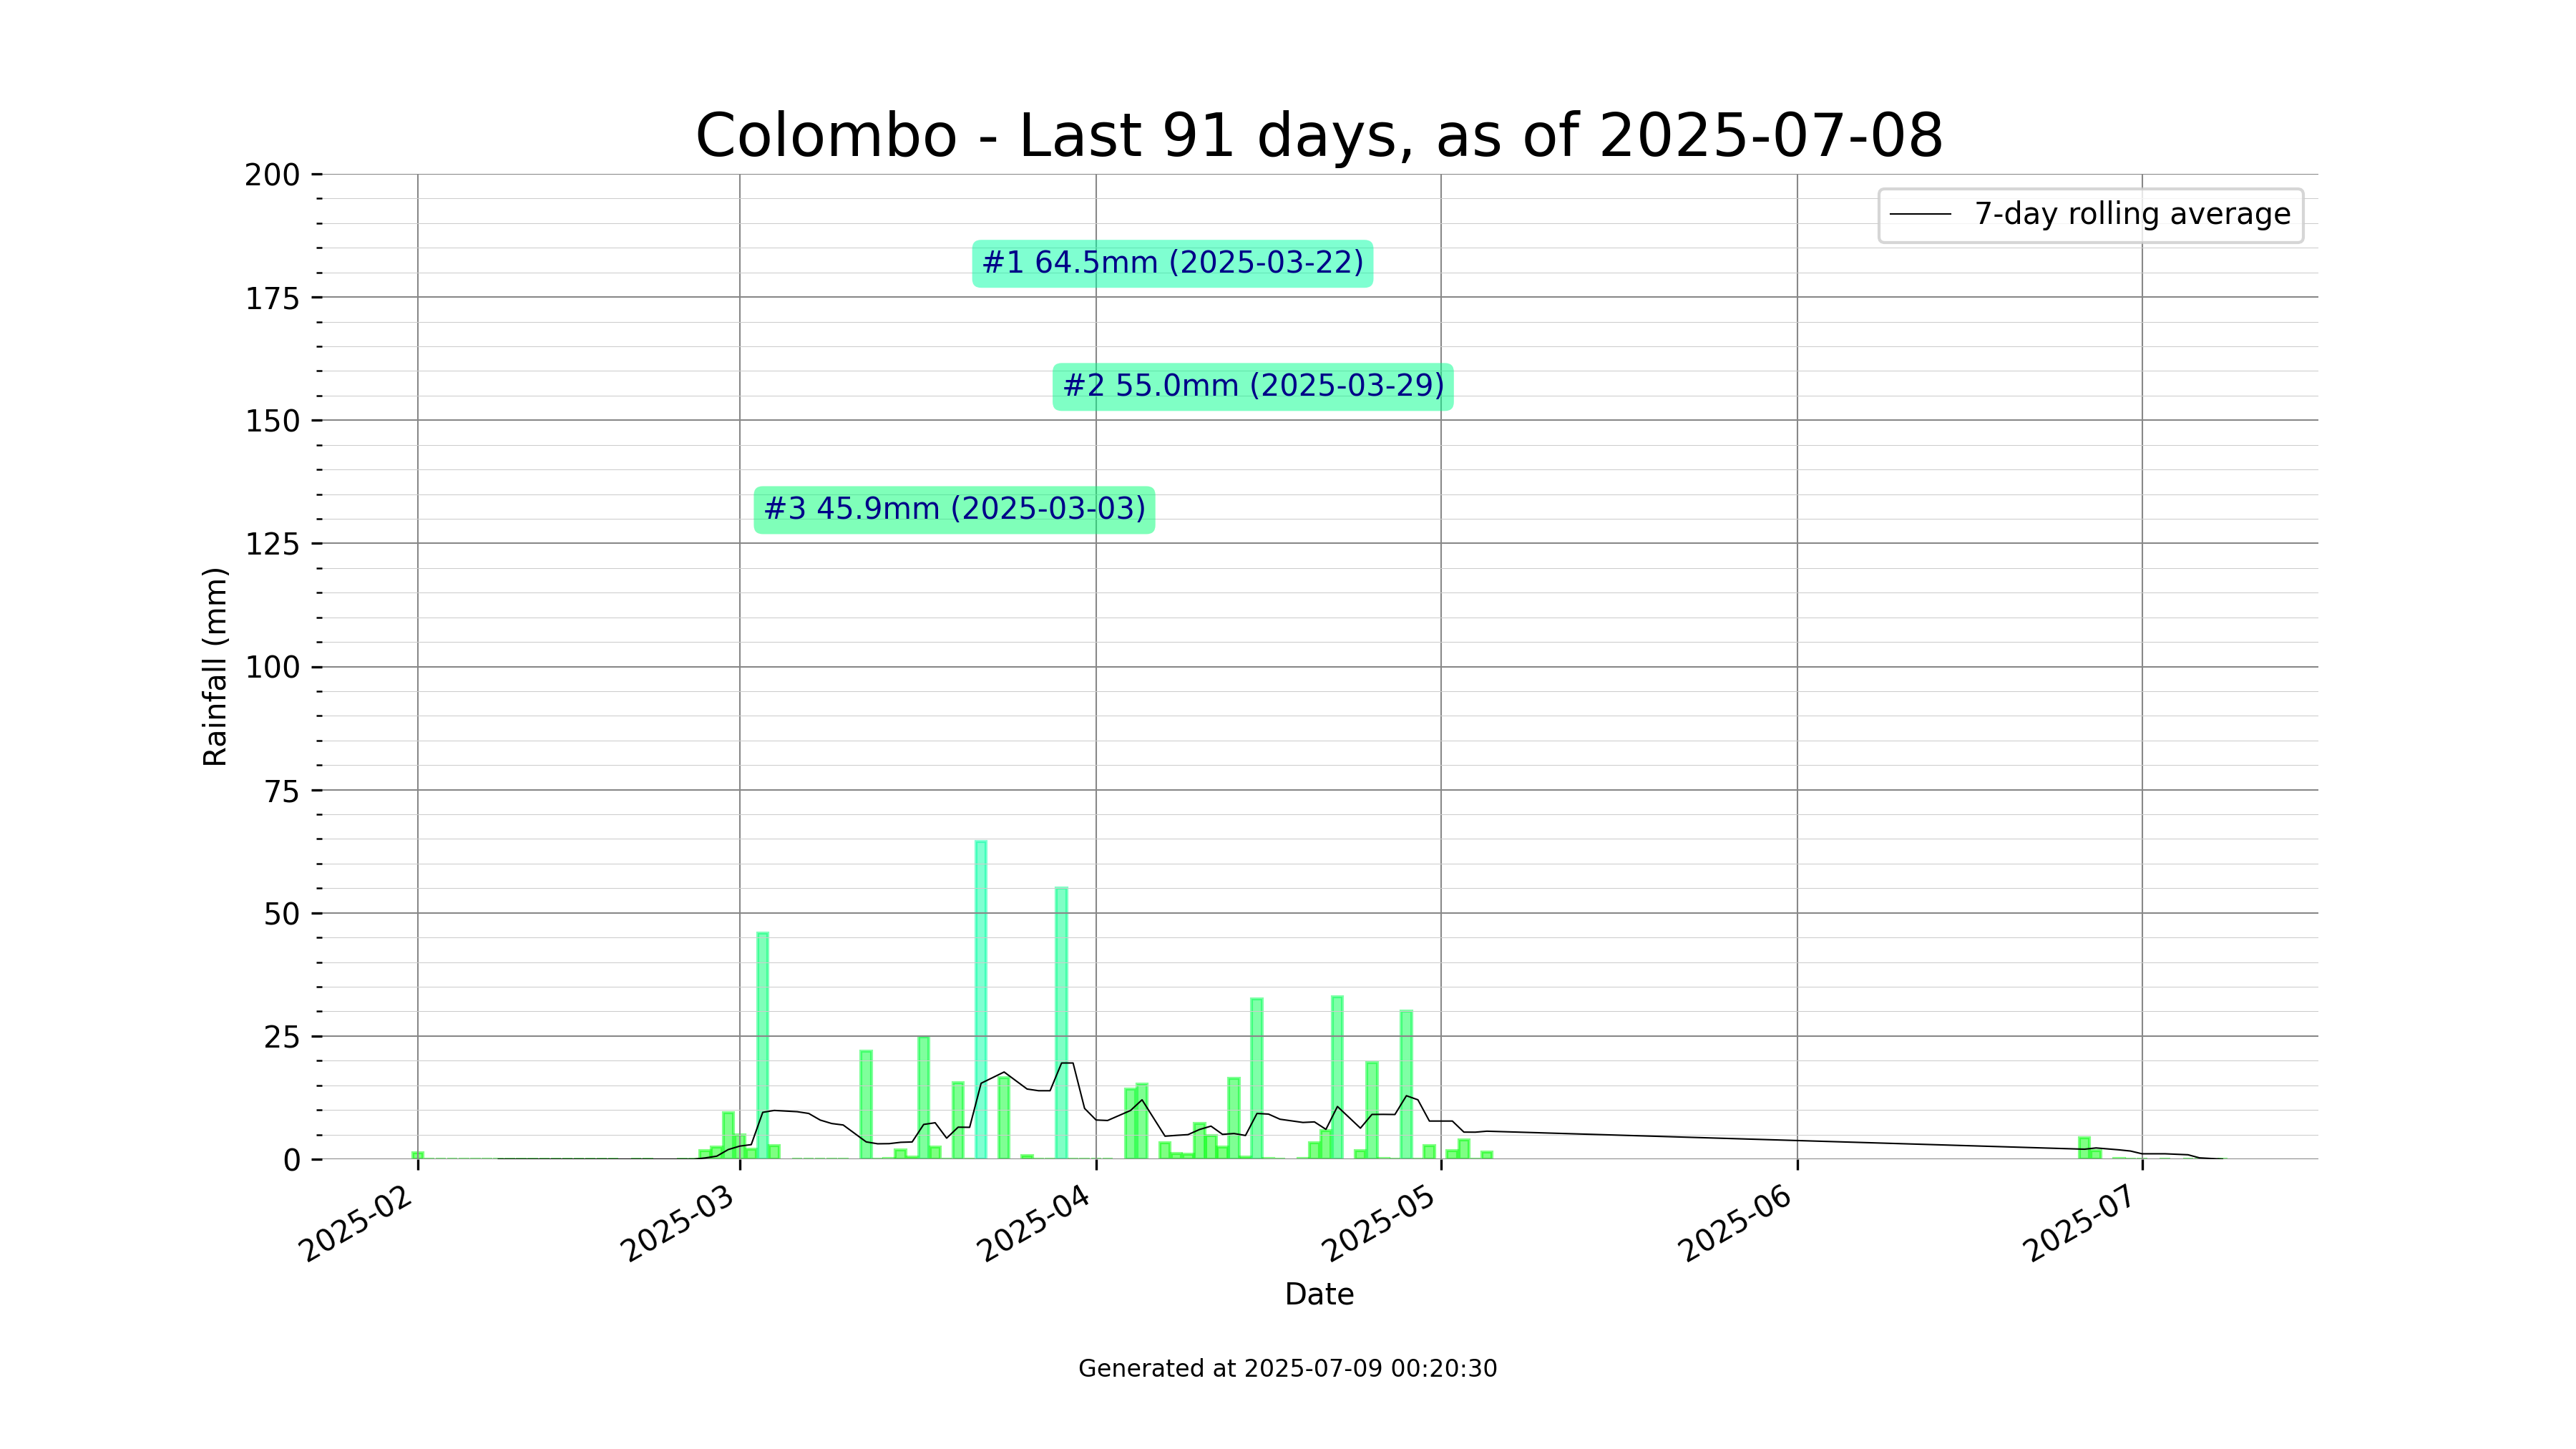 Colombo - Last 91 days, as of 2025-07-08
7-day rolling average
#1 64.5mm (2025-03-22)
#2 55.0mm (2025-03-29)
#3 45.9mm (2025-03-03)
Rainfall (mm)
200
175
150
125
100
75
50
25
0
2025-02
2025-03
2025-04
2025-05
2025-06
2025-07
Date
Generated at 2025-07-09 00:20:30